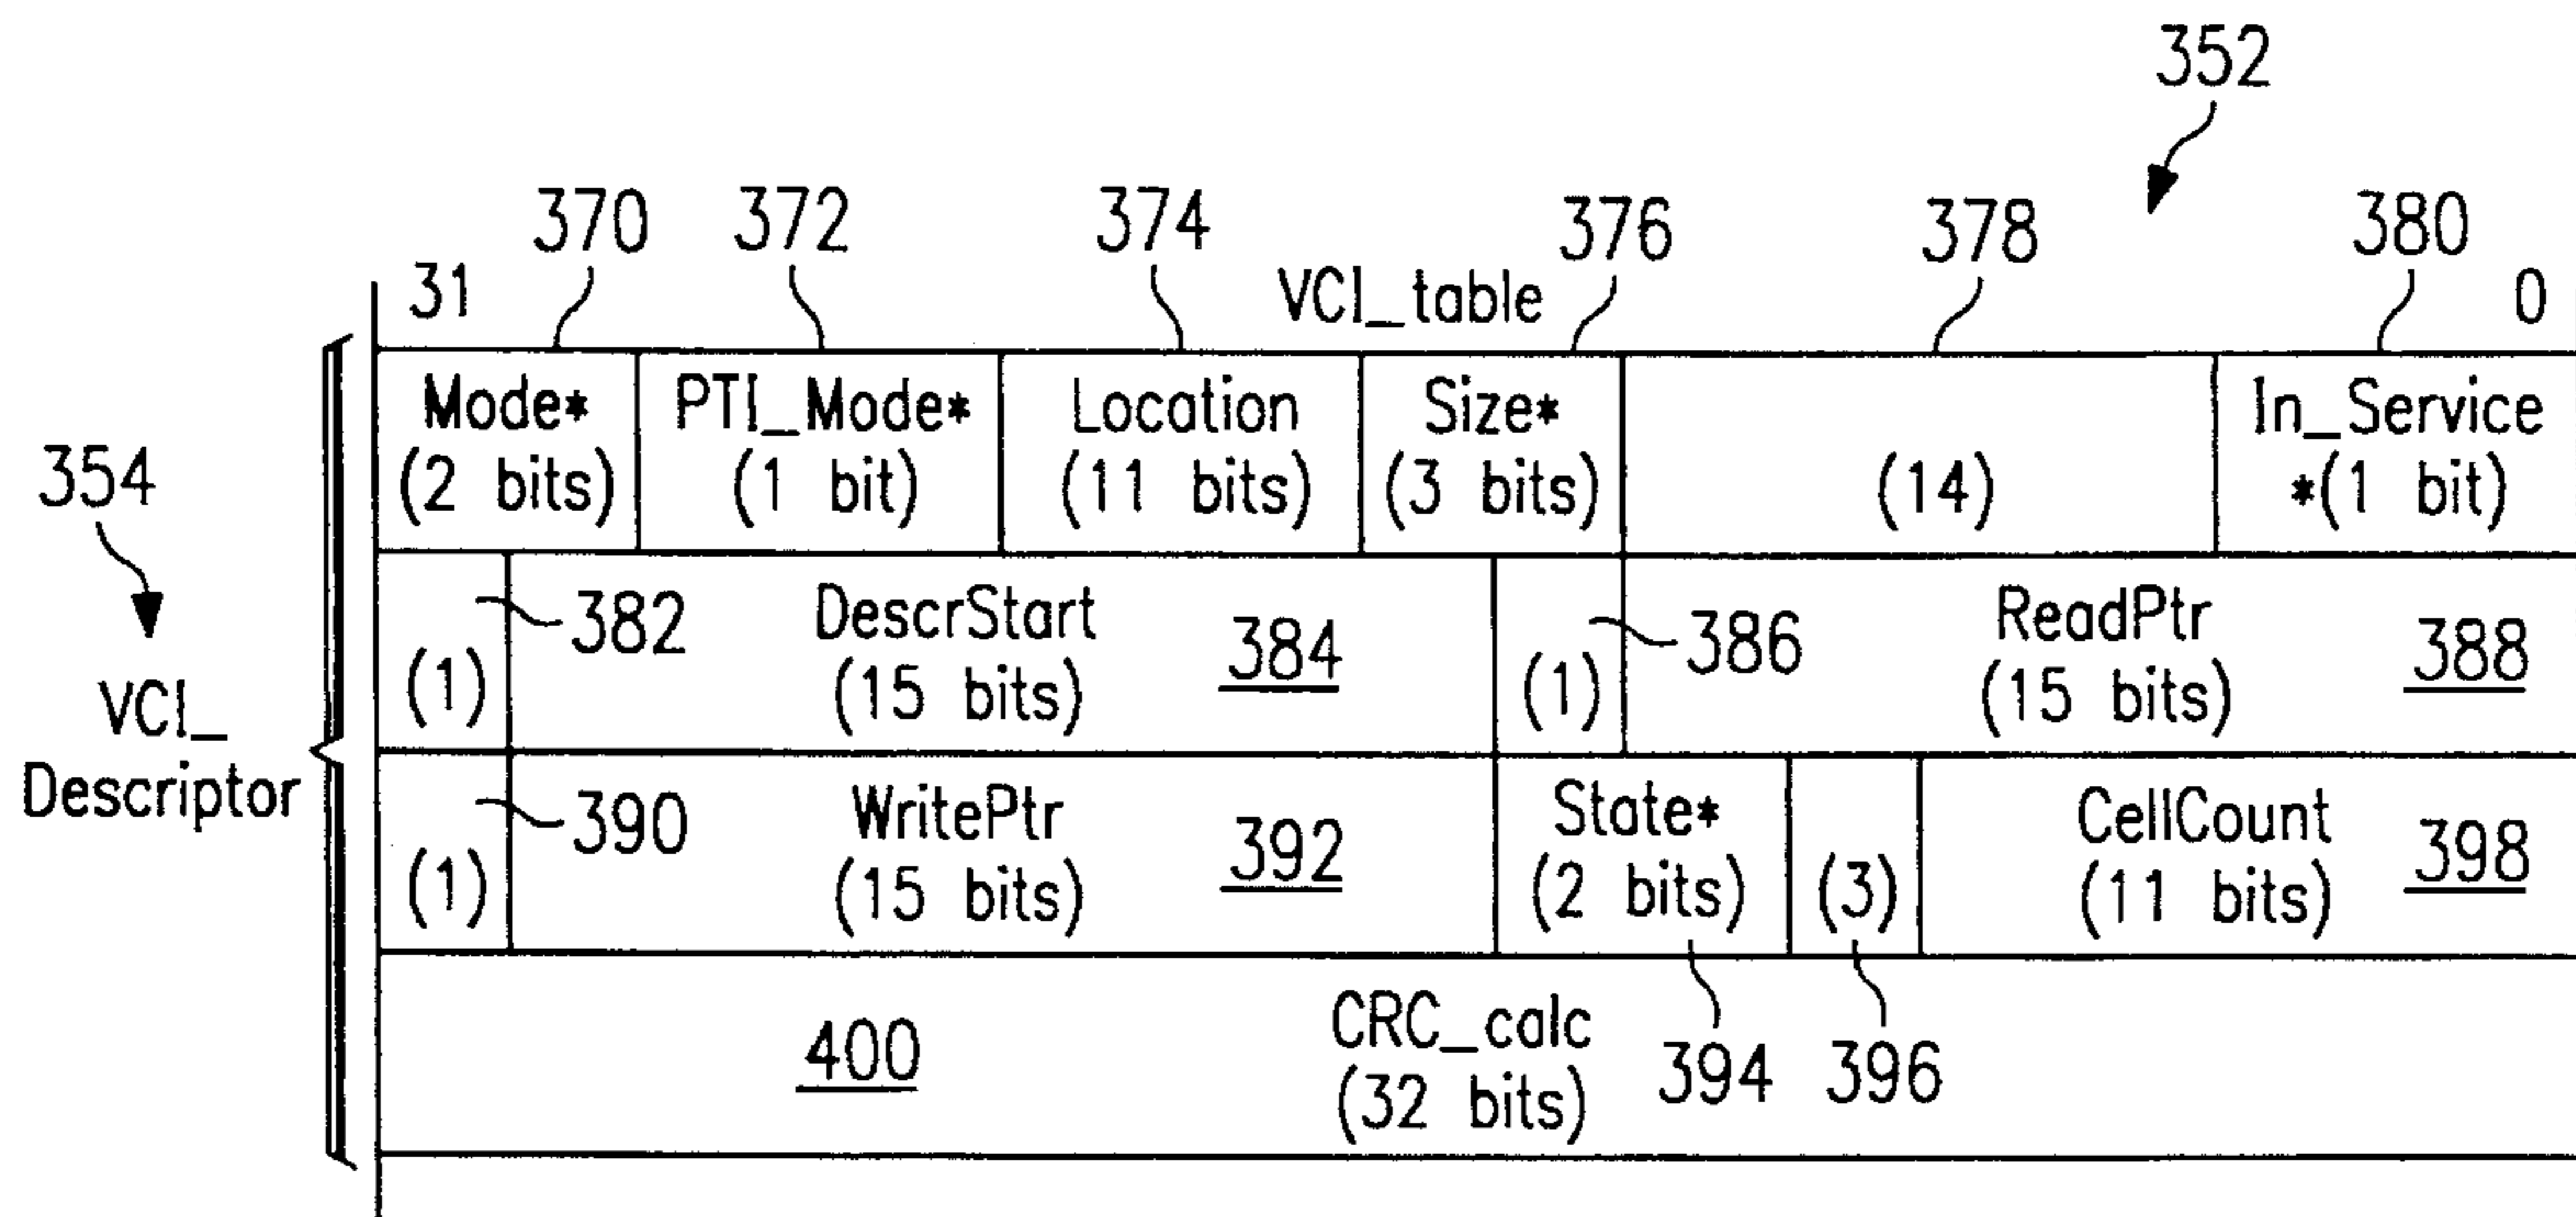 352
370 372 374 376 378 380
31 VCI_table 0
Mode* PTI_Mode* Location Size* In_Service
(2 bits) (1 bit) (11 bits) (3 bits) (14) *(1 bit)
354
382 DescrStart 384 386 ReadPtr 388
(1) (15 bits) (1) (15 bits)
VCI_
Descriptor
390 WritePtr 392 State* CellCount 398
(1) (15 bits) (2 bits) (3) (11 bits)
400 CRC_calc 394 396
(32 bits)